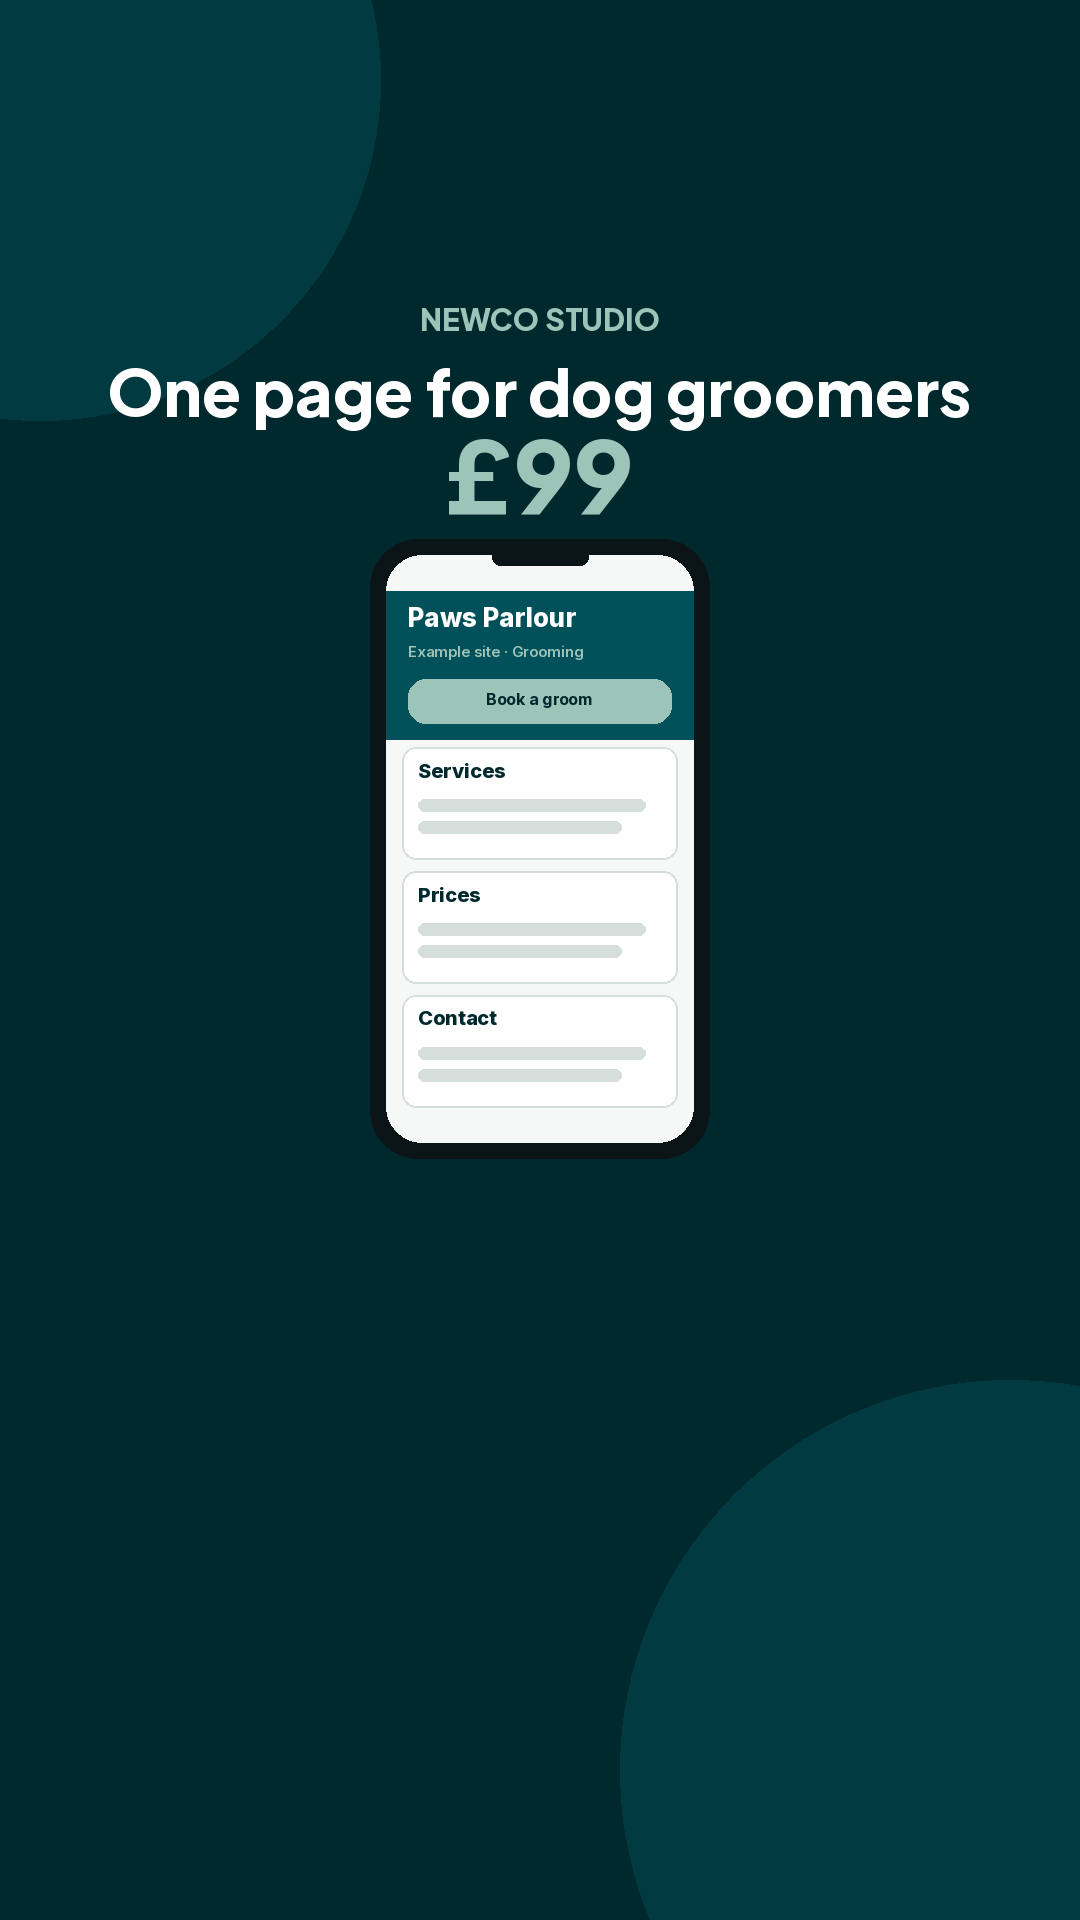 NEWCO STUDIO
One page for dog groomers
£99
Paws Parlour
Example site · Grooming
Book a groom
Services
Prices
Contact